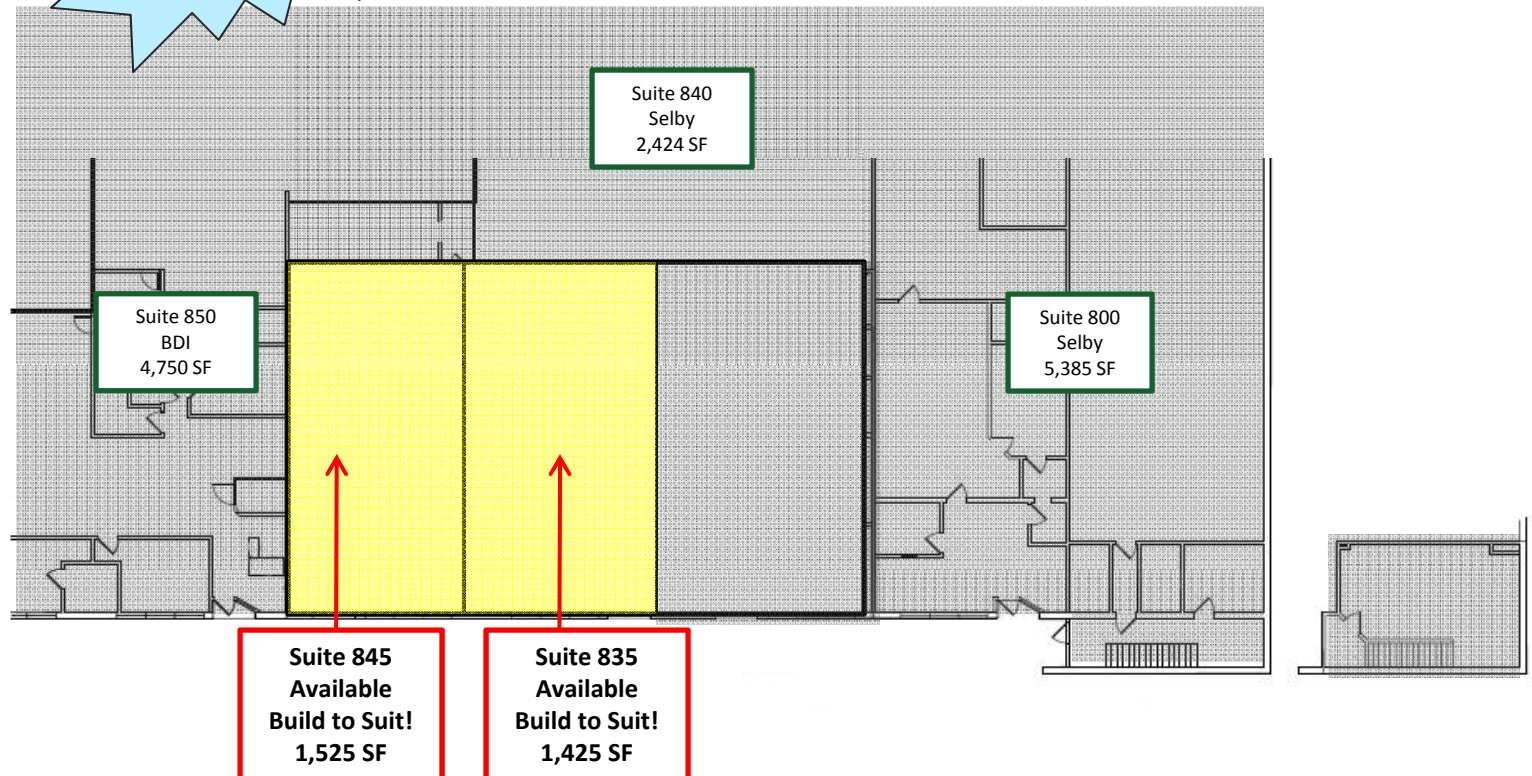 Suite 840
Selby
2,424 SF
Suite 850
BDI
4,750 SF
Suite 800
Selby
5,385 SF
Suite 845
Available
Build to Suit!
1,525 SF
Suite 835
Available
Build to Suit!
1,425 SF